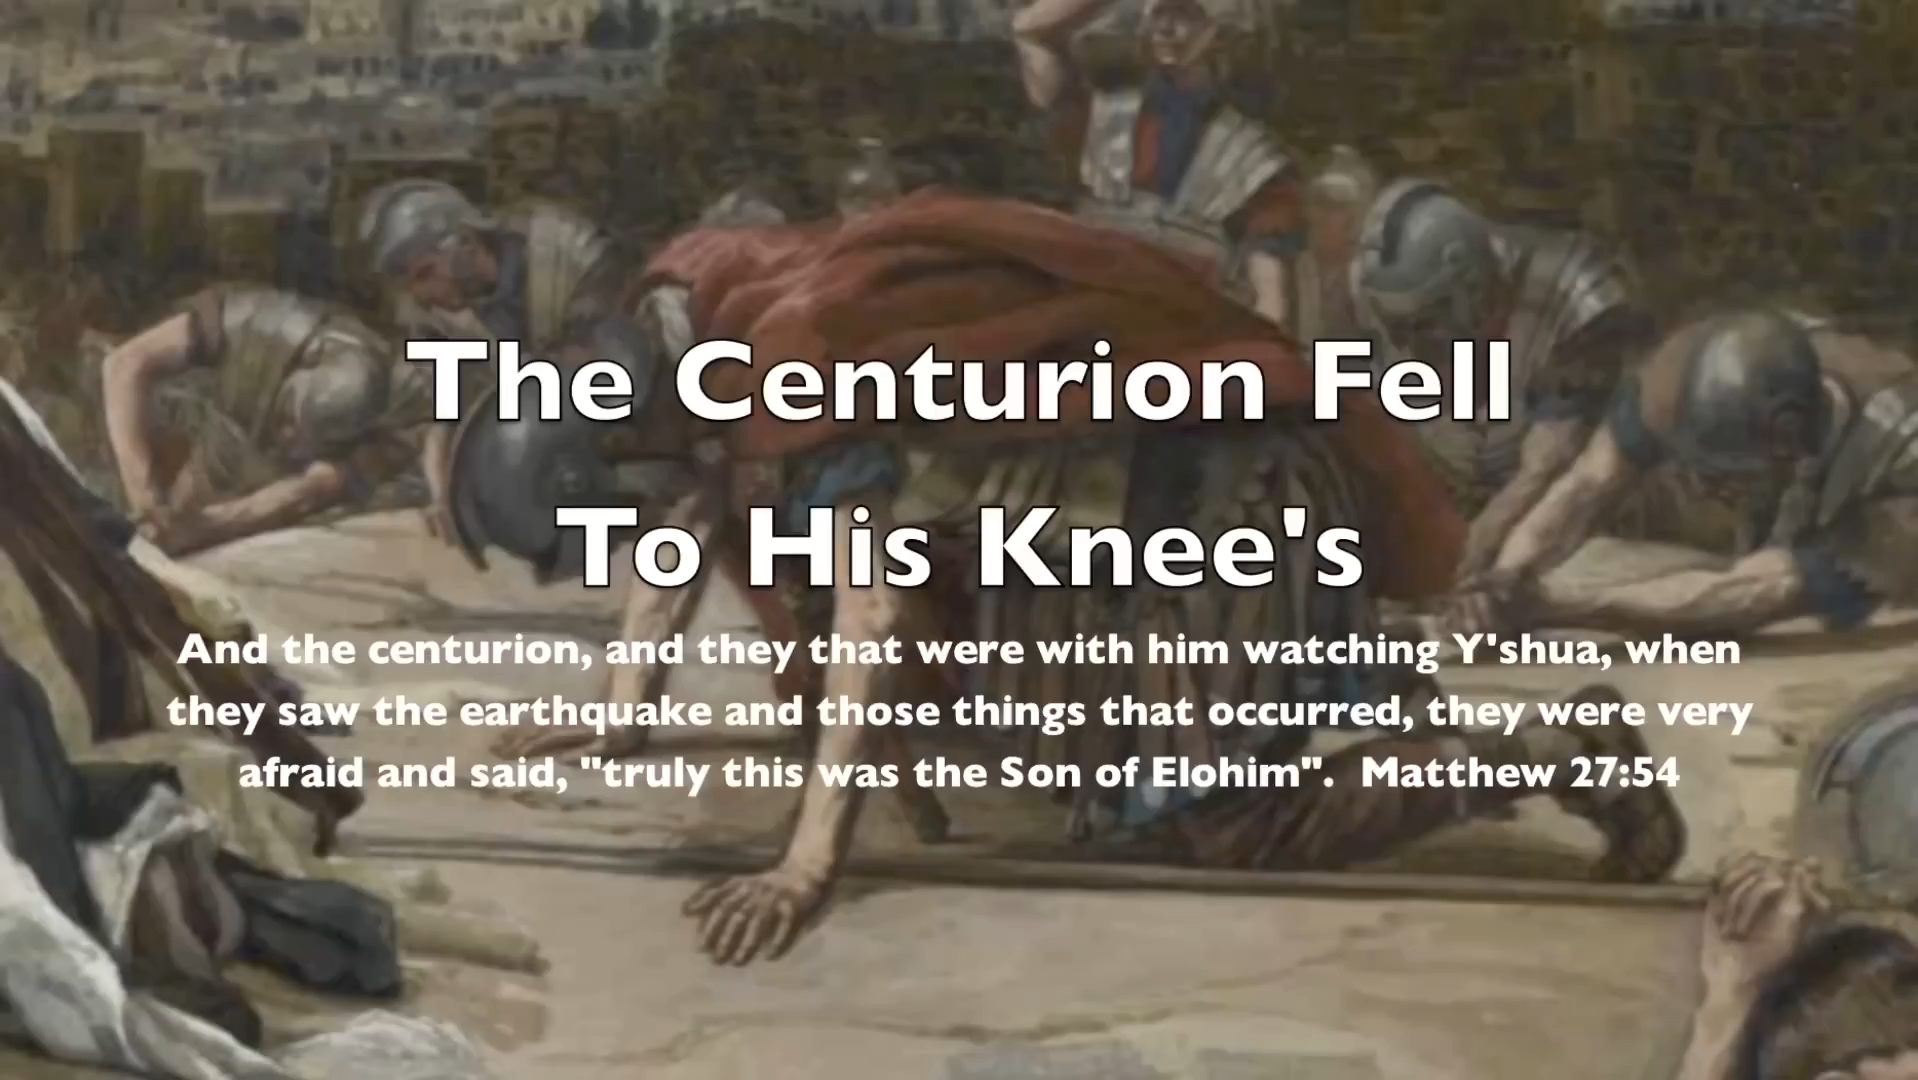 The Centurion Fell
To His Knee's
And the centurion, and they that were with him watching Y'shua, when
they saw the earthquake and those things that occurred, they were very
afraid and said, "truly this was the Son of Elohim".  Matthew 27:54